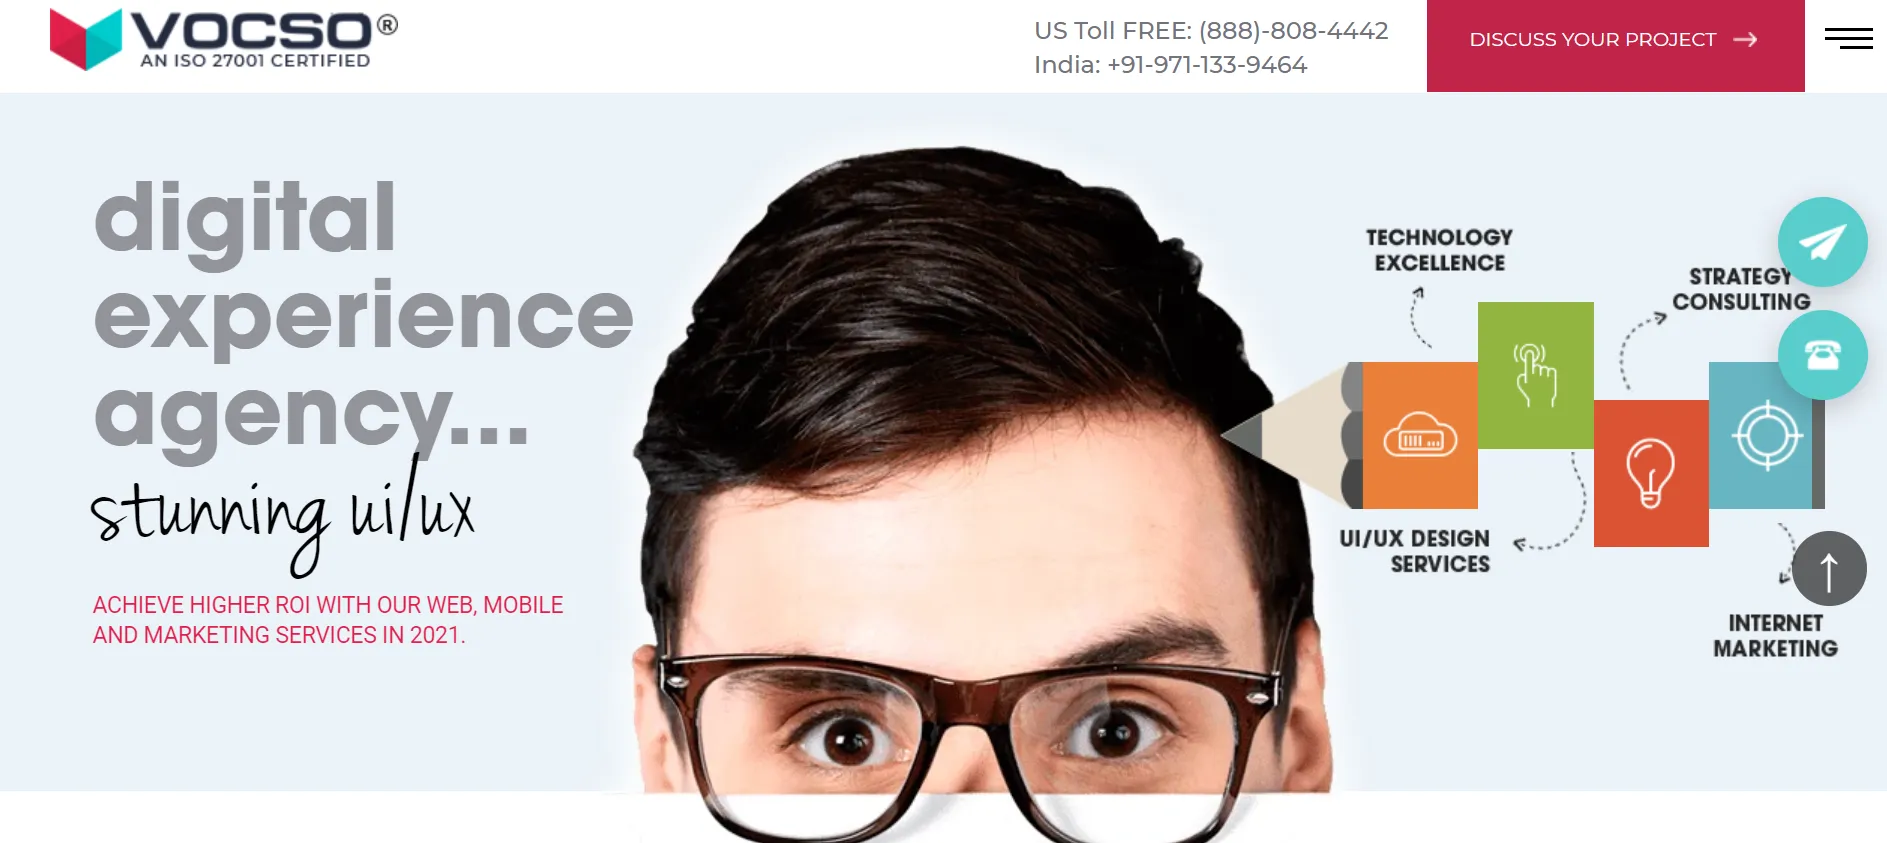 VOCSO®
AN ISO 27001 CERTIFIED
US Toll FREE: (888)-808-4442
India: +91-971-133-9464
DISCUSS YOUR PROJECT
digital
experience
agency...
stunning ui/ux
ACHIEVE HIGHER ROI WITH OUR WEB, MOBILE
AND MARKETING SERVICES IN 2021.
TECHNOLOGY
EXCELLENCE
STRATEGY
CONSULTING
UI/UX DESIGN
SERVICES
INTERNET
MARKETING